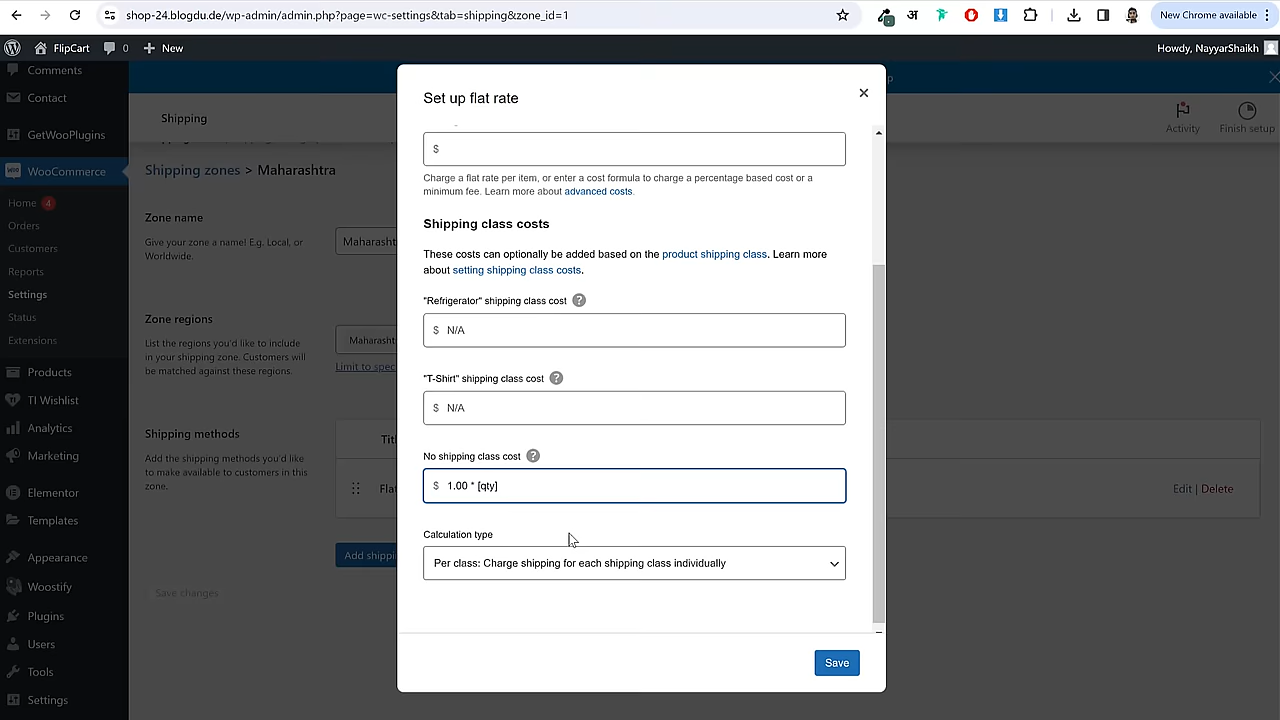 shop-24.blogdu.de/wp-admin/admin.php?page=wc-settings&tab=shipping&zone_id=1
New Chrome available
FlipCart
0
New
Howdy, NayyarShaikh
Comments
Contact
GetWooPlugins
WooCommerce
Home 4
Orders
Customers
Reports
Settings
Status
Extensions
Products
TI Wishlist
Analytics
Marketing
Elementor
Templates
Appearance
Woostify
Plugins
Users
Tools
Settings
Shipping
Activity
Finish setup
Shipping zones > Maharashtra
Zone name
Give your zone a name! E.g. Local, or
Worldwide.
Maharasht
Zone regions
List the regions you'd like to include
in your shipping zone. Customers will
be matched against these regions.
Maharasht
Limit to spec
Shipping methods
Add the shipping methods you'd like
to make available to customers in this
zone.
Titl
Flat
Edit | Delete
Add shippi
Save changes
Set up flat rate
$
Charge a flat rate per item, or enter a cost formula to charge a percentage based cost or a
minimum fee. Learn more about advanced costs.
Shipping class costs
These costs can optionally be added based on the product shipping class. Learn more
about setting shipping class costs.
"Refrigerator" shipping class cost ?
$ N/A
"T-Shirt" shipping class cost ?
$ N/A
No shipping class cost ?
$ 1.00 * [qty]
Calculation type
Per class: Charge shipping for each shipping class individually
Save